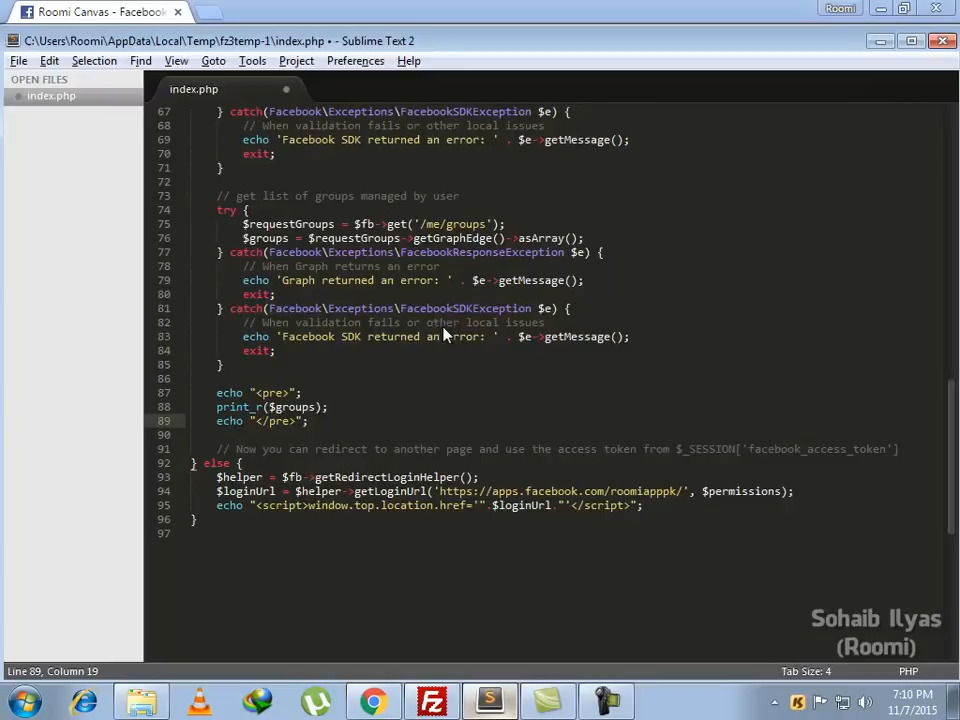 Roomi Canvas - Facebook
Roomi
C:\Users\Roomi\AppData\Local\Temp\fz3temp-1\index.php • - Sublime Text 2
File Edit Selection Find View Goto Tools Project Preferences Help
OPEN FILES
index.php
index.php
67 } catch(Facebook\Exceptions\FacebookSDKException $e) {
68 // When validation fails or other local issues
69 echo 'Facebook SDK returned an error: ' . $e->getMessage();
70 exit;
71 }
72
73 // get list of groups managed by user
74 try {
75 $requestGroups = $fb->get('/me/groups');
76 $groups = $requestGroups->getGraphEdge()->asArray();
77 } catch(Facebook\Exceptions\FacebookResponseException $e) {
78 // When Graph returns an error
79 echo 'Graph returned an error: ' . $e->getMessage();
80 exit;
81 } catch(Facebook\Exceptions\FacebookSDKException $e) {
82 // When validation fails or other local issues
83 echo 'Facebook SDK returned an error: ' . $e->getMessage();
84 exit;
85 }
86
87 echo "<pre>";
88 print_r($groups);
89 echo "</pre>";
90
91 // Now you can redirect to another page and use the access token from $_SESSION['facebook_access_token']
92 } else {
93 $helper = $fb->getRedirectLoginHelper();
94 $loginUrl = $helper->getLoginUrl('https://apps.facebook.com/roomiapppk/', $permissions);
95 echo "<script>window.top.location.href='".$loginUrl."'</script>";
96 }
97
Sohaib Ilyas
(Roomi)
Line 89, Column 19 Tab Size: 4 PHP
7:10 PM
11/7/2015